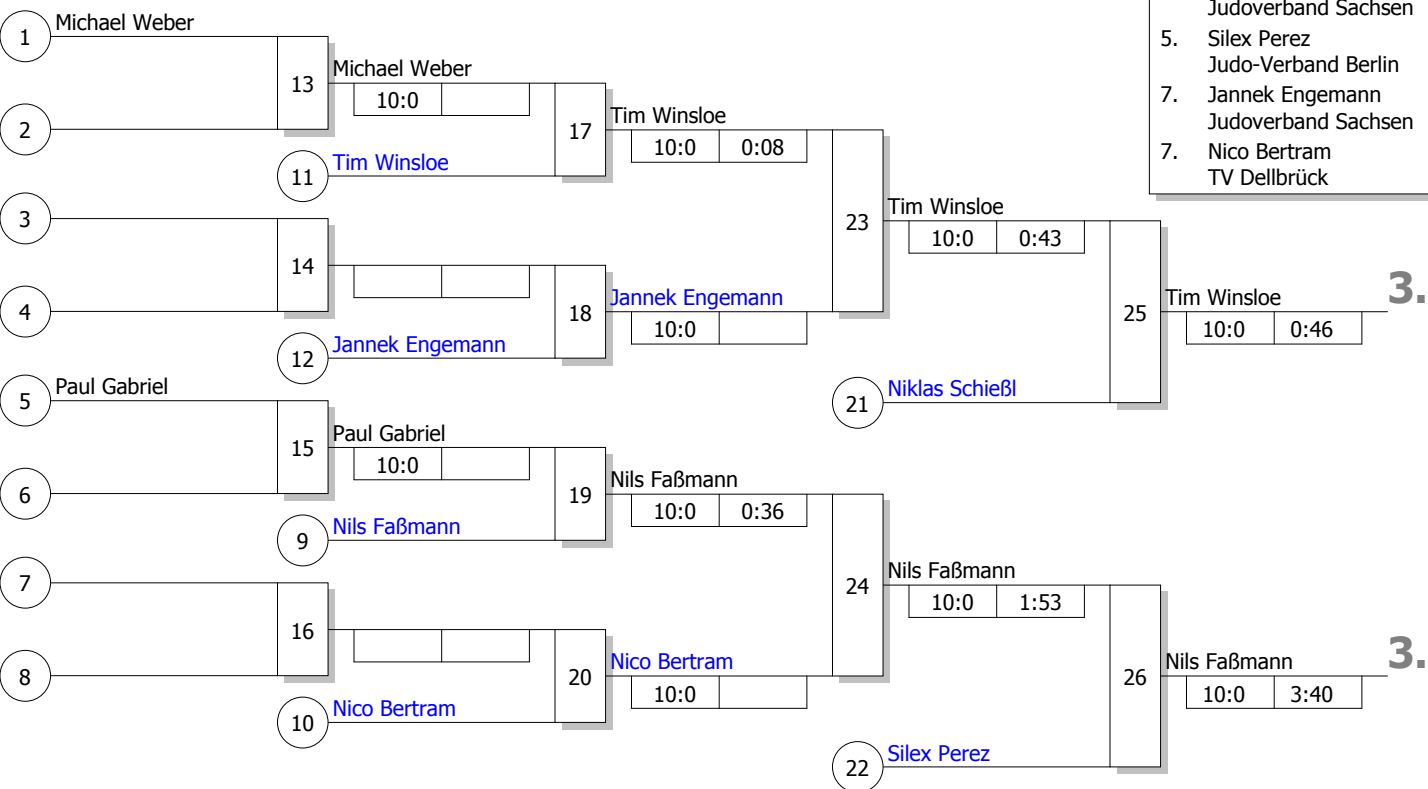 Judoverband Sachsen
5. Silex Perez
Judo-Verband Berlin
7. Jannek Engemann
Judoverband Sachsen
7. Nico Bertram
TV Dellbrück
1 Michael Weber
13 Michael Weber
10:0
2
17 Tim Winsloe
10:0 0:08
11 Tim Winsloe
3
23 Tim Winsloe
10:0 0:43
14
4
18 Jannek Engemann
10:0
12 Jannek Engemann
25 Tim Winsloe 3.
10:0 0:46
5 Paul Gabriel
21 Niklas Schießl
15 Paul Gabriel
10:0
6
19 Nils Faßmann
10:0 0:36
9 Nils Faßmann
7
24 Nils Faßmann
10:0 1:53
16
8
20 Nico Bertram
10:0
10 Nico Bertram
26 Nils Faßmann 3.
10:0 3:40
22 Silex Perez